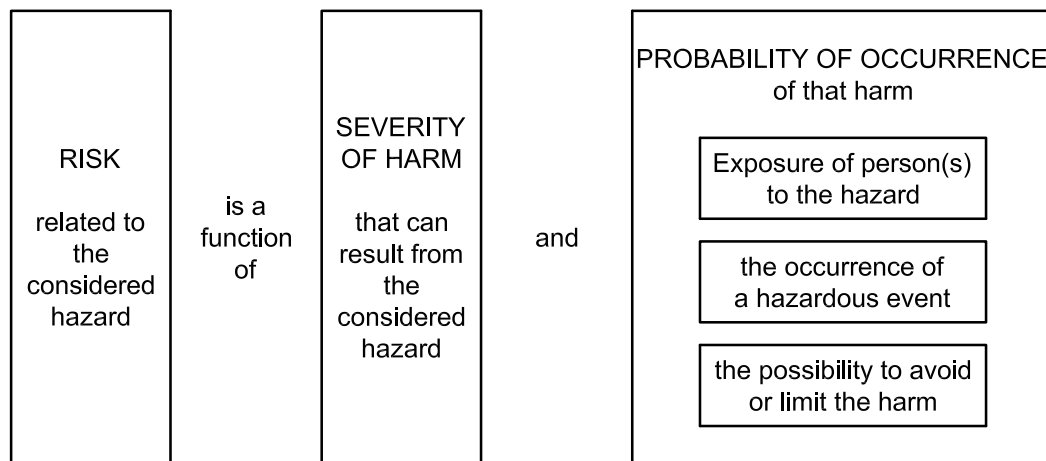 RISK
related to
the
considered
hazard
is a
function
of
SEVERITY
OF HARM
that can
result from
the
considered
hazard
and
PROBABILITY OF OCCURRENCE
of that harm
Exposure of person(s)
to the hazard
the occurrence of
a hazardous event
the possibility to avoid
or limit the harm